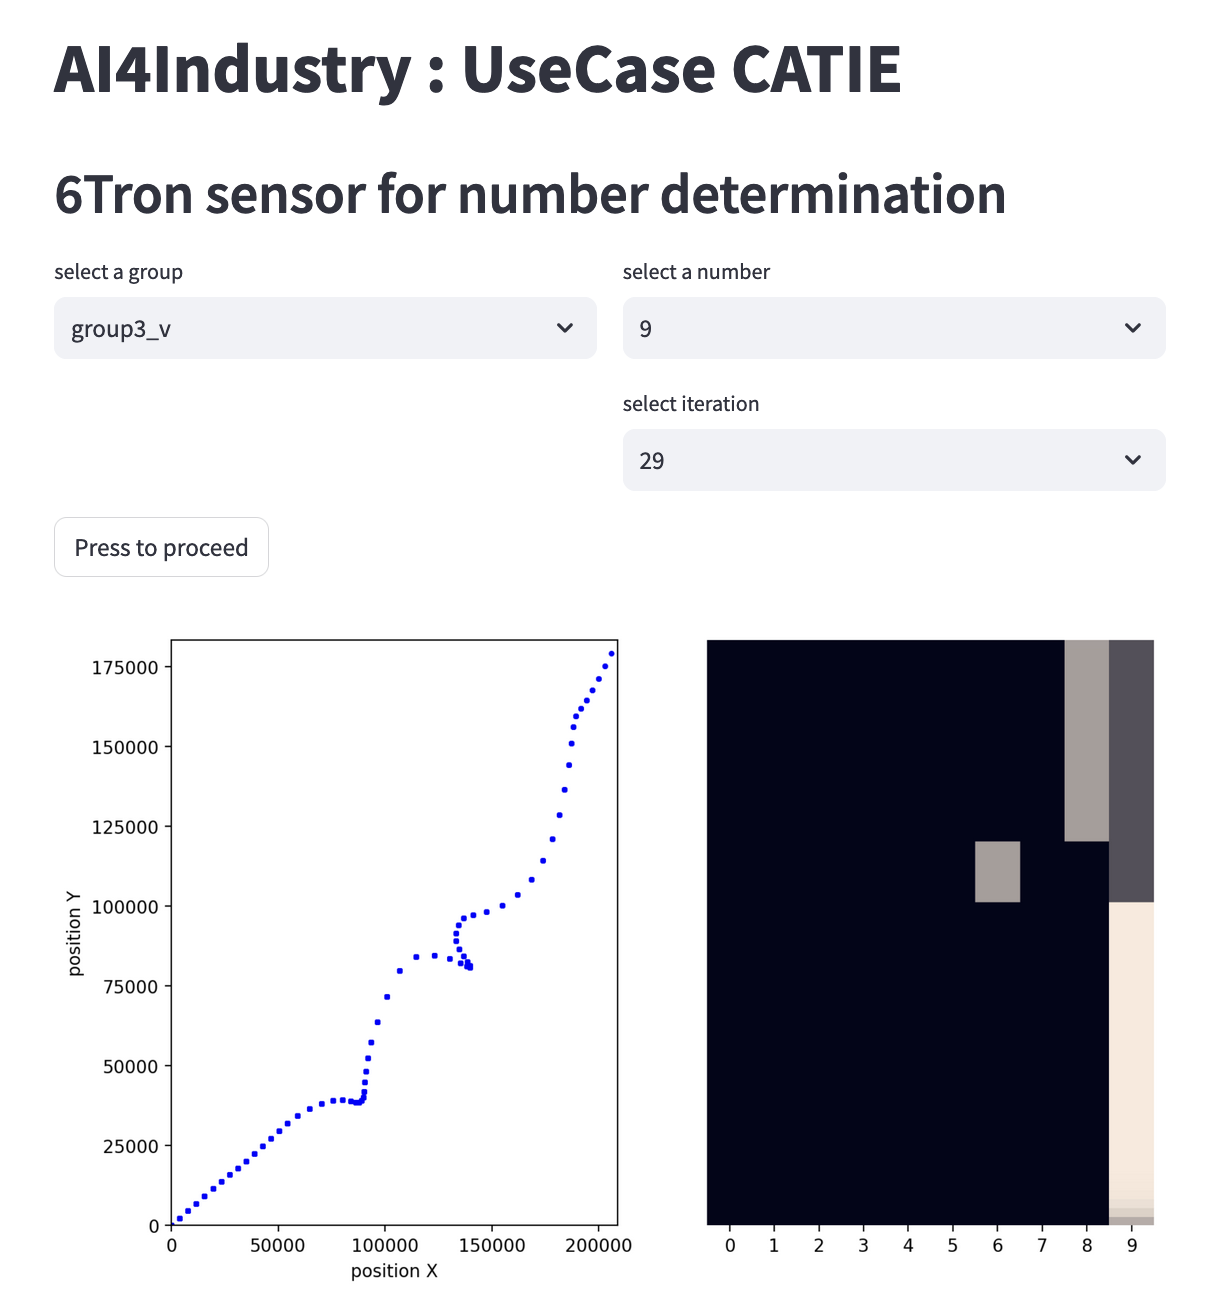 AI4Industry : UseCase CATIE
6Tron sensor for number determination
select a group
select a number
group3_v
9
select iteration
29
Press to proceed
175000
150000
125000
100000
75000
50000
25000
0
position Y
0 50000 100000 150000 200000
position X
0 1 2 3 4 5 6 7 8 9